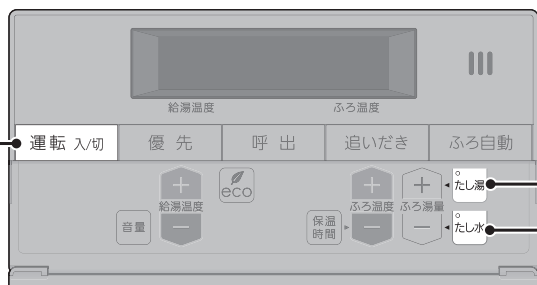 給湯温度 ふろ温度
運転 入/切 優先 呼出 追いだき ふろ自動
eco
たし湯
給湯温度 ふろ温度 ふろ湯量
音量 保温時間 たし水